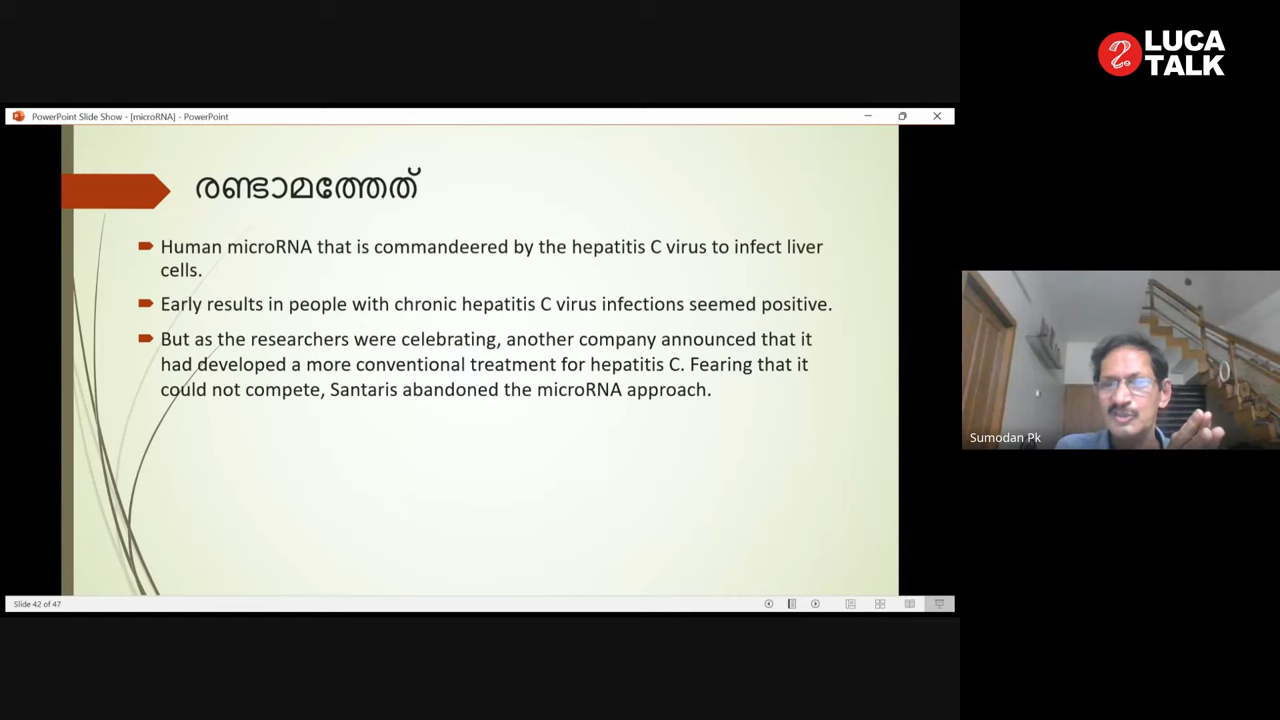 LUCA
TALK
PowerPoint Slide Show - [microRNA] - PowerPoint
രണ്ടാമത്തേത്
Human microRNA that is commandeered by the hepatitis C virus to infect liver
cells.
Early results in people with chronic hepatitis C virus infections seemed positive.
But as the researchers were celebrating, another company announced that it
had developed a more conventional treatment for hepatitis C. Fearing that it
could not compete, Santaris abandoned the microRNA approach.
Sumodan Pk
Slide 42 of 47